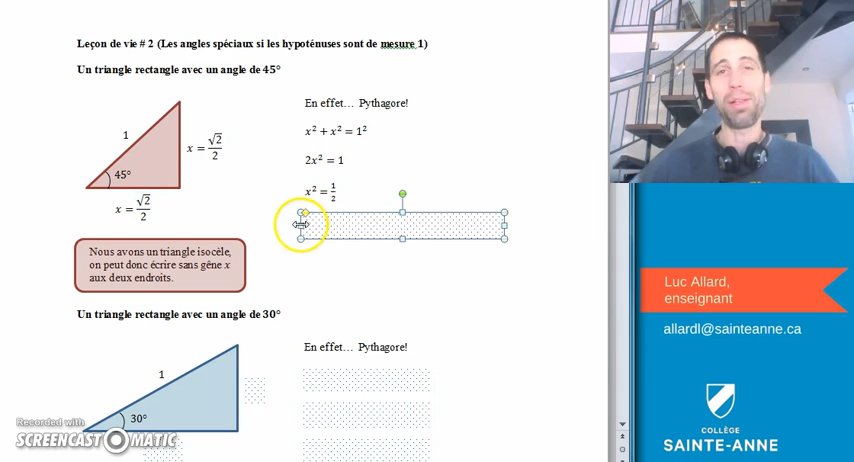 Leçon de vie # 2 (Les angles spéciaux si les hypoténuses sont de mesure 1)
Un triangle rectangle avec un angle de 45°
En effet… Pythagore!
1
x = √2/2
x² + x² = 1²
2x² = 1
45°
x² = 1/2
x = √2/2
Nous avons un triangle isocèle,
on peut donc écrire sans gêne x
aux deux endroits.
Un triangle rectangle avec un angle de 30°
En effet… Pythagore!
1
30°
Recorded with
SCREENCAST MATIC
Luc Allard,
enseignant
allardl@sainteanne.ca
COLLÈGE
SAINTE-ANNE